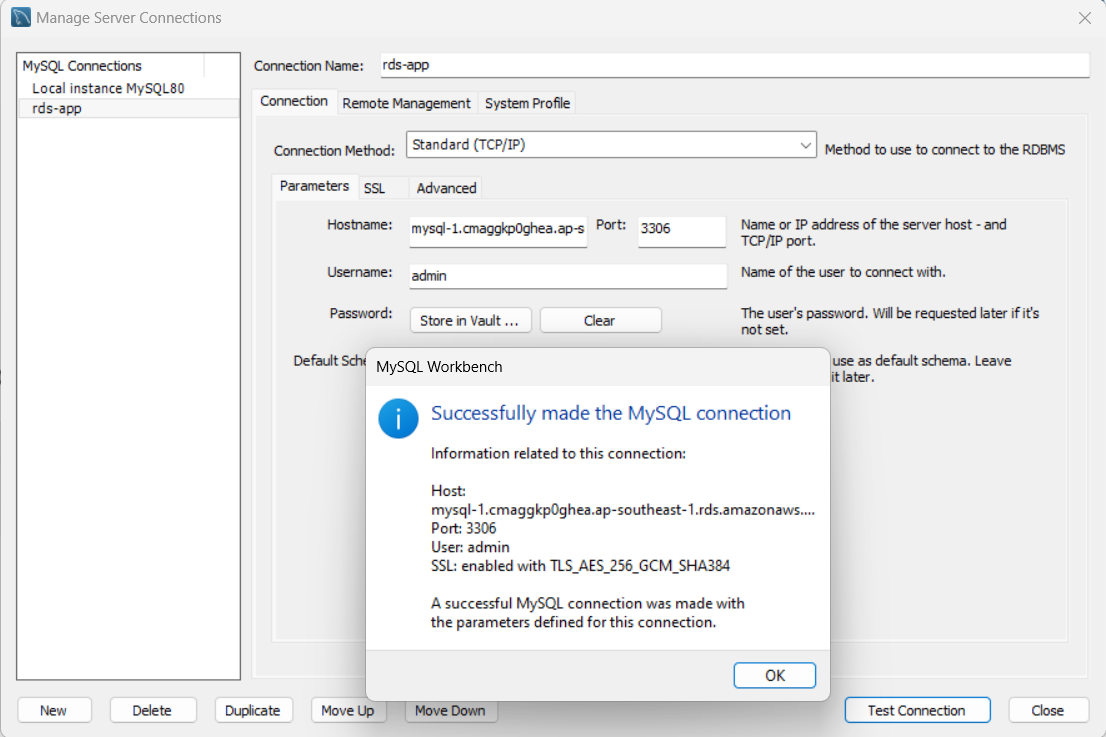 Manage Server Connections
MySQL Connections
Local instance MySQL80
rds-app
Connection Name: rds-app
Connection Remote Management System Profile
Connection Method: Standard (TCP/IP) Method to use to connect to the RDBMS
Parameters SSL Advanced
Hostname: mysql-1.cmaggkp0ghea.ap-s Port: 3306 Name or IP address of the server host - and
TCP/IP port.
Username: admin Name of the user to connect with.
Password: Store in Vault ... Clear The user's password. Will be requested later if it's
not set.
Default Sche use as default schema. Leave
it later.
MySQL Workbench
Successfully made the MySQL connection
Information related to this connection:
Host:
mysql-1.cmaggkp0ghea.ap-southeast-1.rds.amazonaws....
Port: 3306
User: admin
SSL: enabled with TLS_AES_256_GCM_SHA384
A successful MySQL connection was made with
the parameters defined for this connection.
OK
New Delete Duplicate Move Up Move Down Test Connection Close